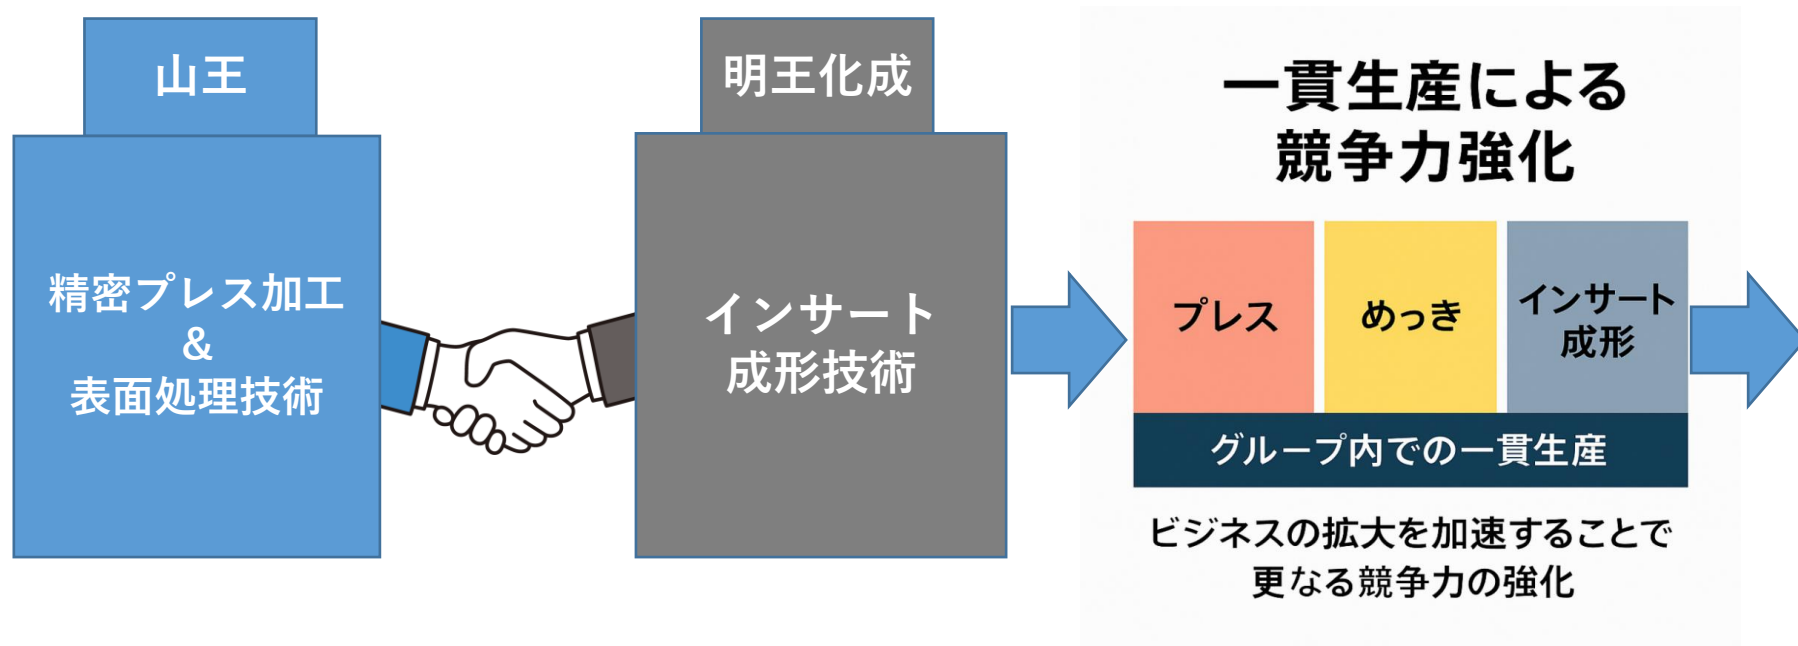 山王
精密プレス加工
&
表面処理技術
明王化成
インサート
成形技術
一貫生産による
競争力強化
プレス
めっき
インサート
成形
グループ内での一貫生産
ビジネスの拡大を加速することで
更なる競争力の強化